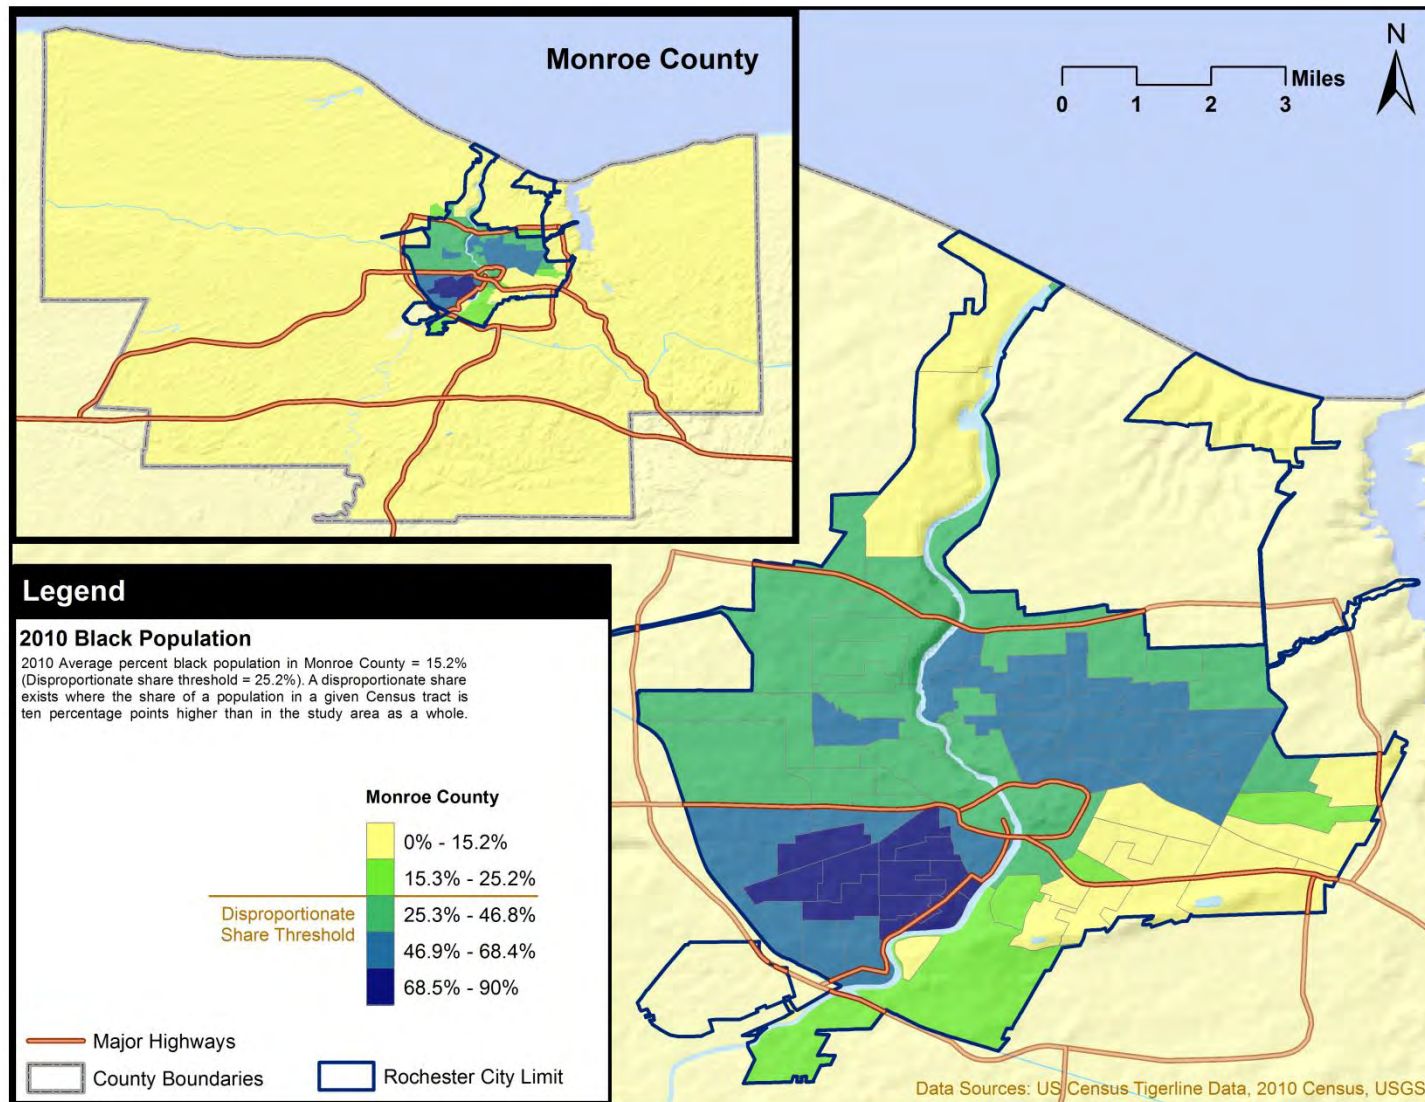 Monroe County
N
Miles
0 1 2 3
Legend
2010 Black Population
2010 Average percent black population in Monroe County = 15.2%
(Disproportionate share threshold = 25.2%). A disproportionate share
exists where the share of a population in a given Census tract is
ten percentage points higher than in the study area as a whole.
Monroe County
0% - 15.2%
15.3% - 25.2%
Disproportionate
Share Threshold
25.3% - 46.8%
46.9% - 68.4%
68.5% - 90%
Major Highways
County Boundaries
Rochester City Limit
Data Sources: US Census Tigerline Data, 2010 Census, USGS